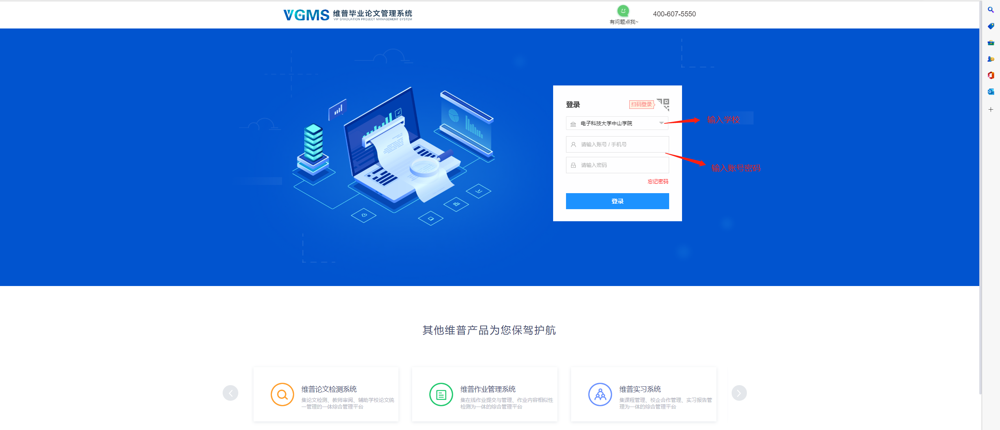 VGMS 维普毕业论文管理系统
VIP GRADUATION PROJECT MANAGEMENT SYSTEM
有问题点我~
400-607-5550
登录
扫码登录
电子科技大学中山学院
输入学校
请输入账号 / 手机号
请输入密码
输入账号密码
忘记密码
登录
其他维普产品为您保驾护航
维普论文检测系统
集论文检测、教师审阅、辅助学校论文统
一管理的一体综合管理平台
维普作业管理系统
集在线作业提交与管理、作业内容相似性
检测为一体的综合管理平台
维普实习系统
集课程管理、校企合作管理、实习报告管
理为一体的综合管理平台